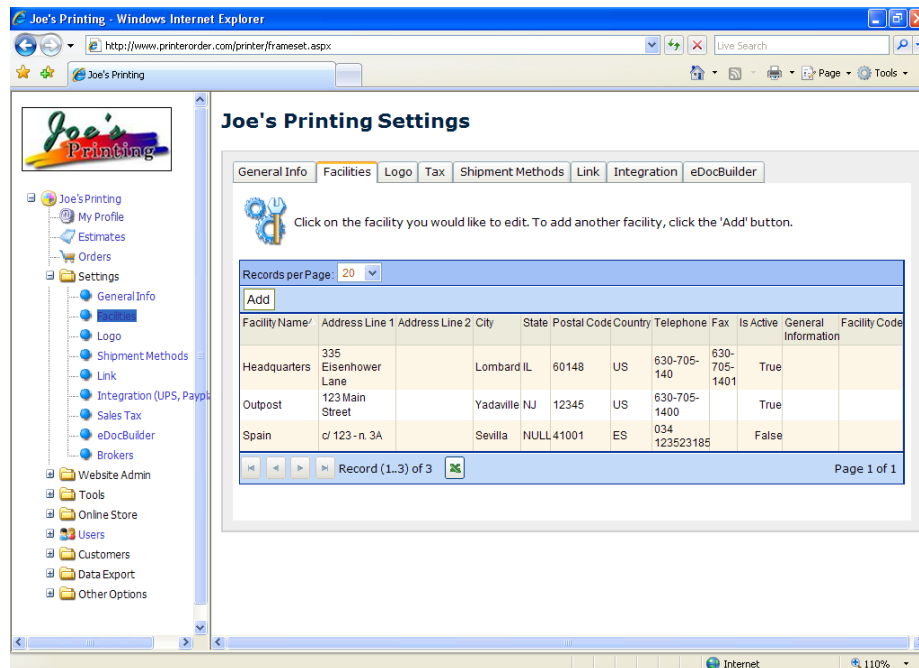 Joe's Printing - Windows Internet Explorer
http://www.printerorder.com/printer/frameset.aspx
Live Search
Joe's Printing
Page
Tools
Joe's
Printing
Joe's Printing Settings
General Info Facilities Logo Tax Shipment Methods Link Integration eDocBuilder
Click on the facility you would like to edit. To add another facility, click the 'Add' button.
Joe's Printing
My Profile
Estimates
Orders
Settings
General Info
Facilities
Logo
Shipment Methods
Link
Integration (UPS, Paypl
Sales Tax
eDocBuilder
Brokers
Website Admin
Tools
Online Store
Users
Customers
Data Export
Other Options
Records per Page: 20
Add
Facility Name Address Line 1 Address Line 2 City State Postal Code Country Telephone Fax Is Active General Information Facility Code
Headquarters 335 Eisenhower Lane Lombard IL 60148 US 630-705-140 630-705-1401 True
Outpost 123 Main Street Yadaville NJ 12345 US 630-705-1400 True
Spain c/ 123 - n. 3A Sevilla NULL 41001 ES 034 123523185 False
Record (1..3) of 3
Page 1 of 1
Internet
110%